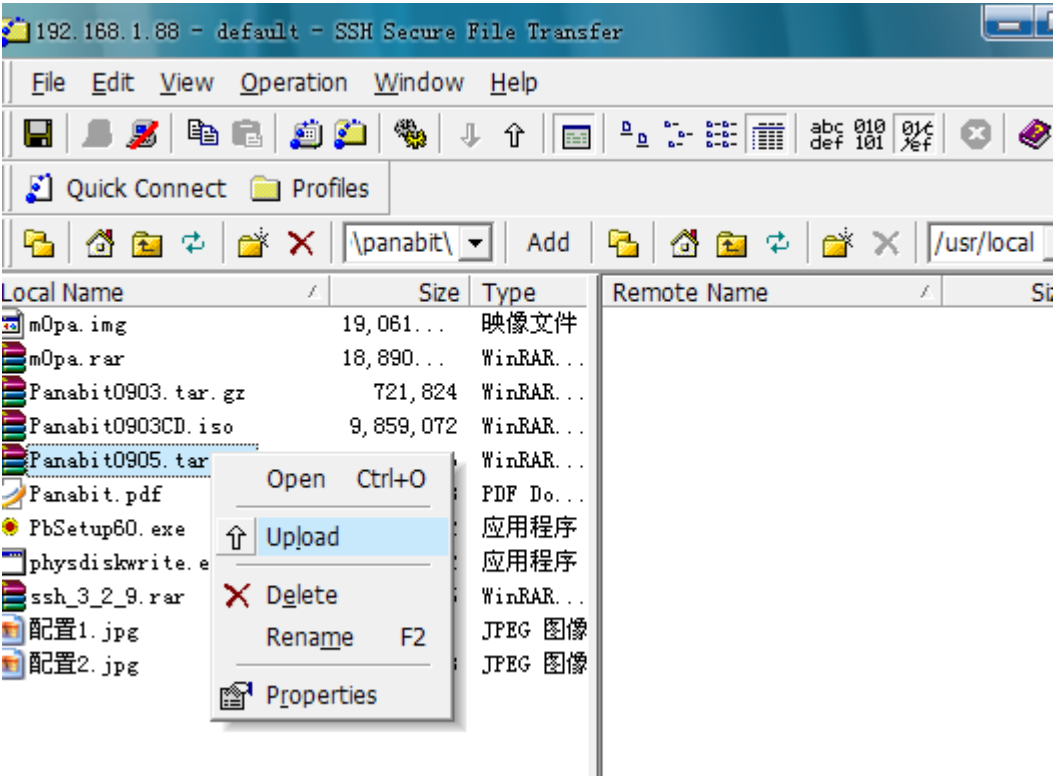 192.168.1.88 - default - SSH Secure File Transfer
File Edit View Operation Window Help
abc def 010 101
Quick Connect Profiles
\panabit\ Add /usr/local
Local Name Size Type Remote Name
m0pa.img 19,061... 映像文件
m0pa.rar 18,890... WinRAR...
Panabit0903.tar.gz 721,824 WinRAR...
Panabit0903CD.iso 9,859,072 WinRAR...
Panabit0905.tar WinRAR...
Open Ctrl+O
Panabit.pdf PDF Do...
PbSetup60.exe 应用程序
Upload
physdiskwrite.e 应用程序
Delete
ssh_3_2_9.rar WinRAR...
配置1.jpg JPEG 图像
Rename F2
配置2.jpg JPEG 图像
Properties